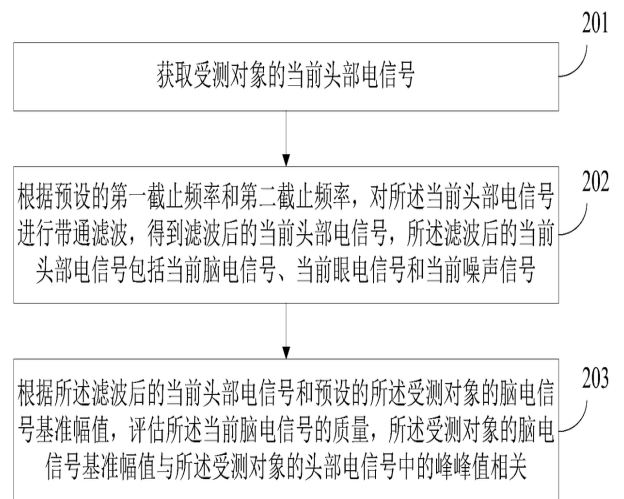 201
获取受测对象的当前头部电信号
202
根据预设的第一截止频率和第二截止频率，对所述当前头部电信号
进行带通滤波，得到滤波后的当前头部电信号，所述滤波后的当前
头部电信号包括当前脑电信号、当前眼电信号和当前噪声信号
203
根据所述滤波后的当前头部电信号和预设的所述受测对象的脑电信
号基准幅值，评估所述当前脑电信号的质量，所述受测对象的脑电
信号基准幅值与所述受测对象的头部电信号中的峰峰值相关